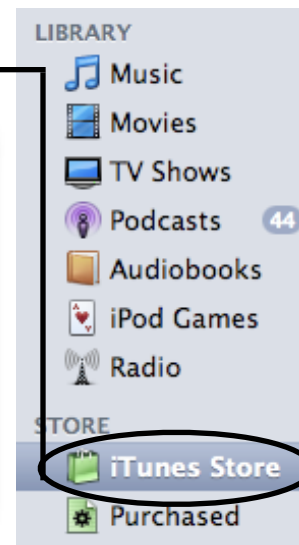 LIBRARY
Music
Movies
TV Shows
Podcasts 44
Audiobooks
iPod Games
Radio
STORE
iTunes Store
Purchased